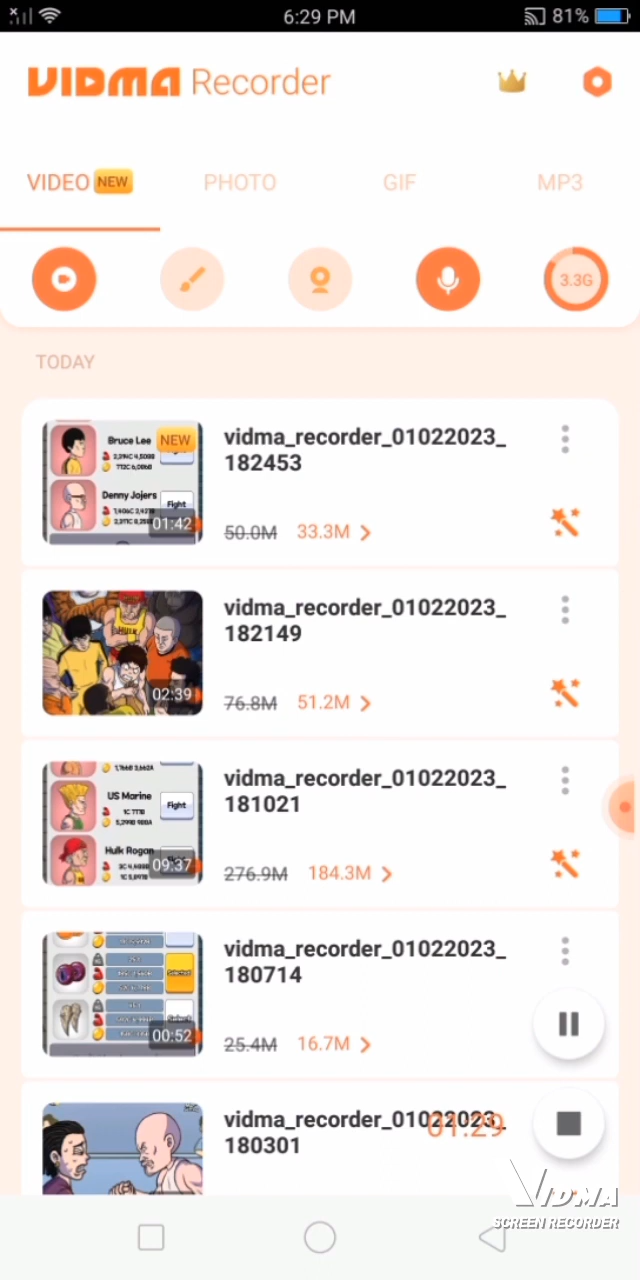 6:29 PM
81%
VIDMA Recorder
VIDEO NEW
PHOTO
GIF
MP3
3.3G
TODAY
Bruce Lee
NEW
Denny Jojers
Fight
01:42
vidma_recorder_01022023_
182453
50.0M 33.3M
02:39
HULK
vidma_recorder_01022023_
182149
76.8M 51.2M
US Marine
Fight
Hulk Rogan
09:37
vidma_recorder_01022023_
181021
276.9M 184.3M
Selected
Select
00:52
vidma_recorder_01022023_
180714
25.4M 16.7M
vidma_recorder_01022023_
180301
01:29
VIDMA
SCREEN RECORDER